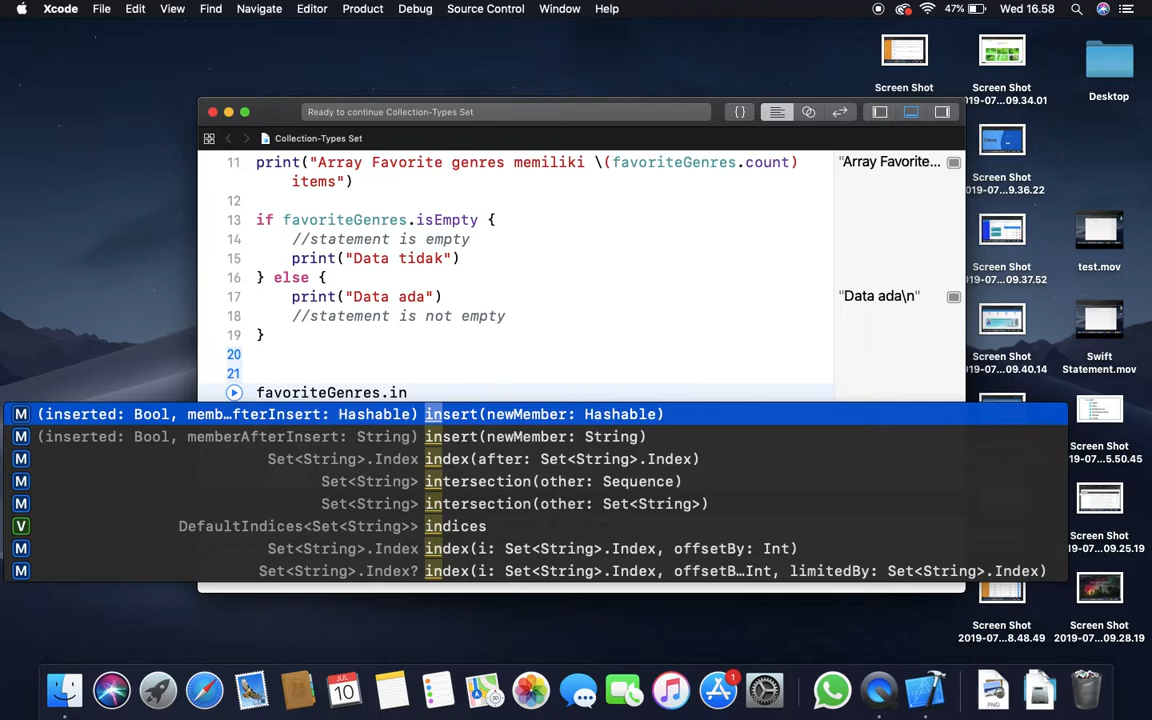 Xcode File Edit View Find Navigate Editor Product Debug Source Control Window Help 47% Wed 16.58
Screen Shot
Screen Shot
2019-07...09.34.01
Desktop
Ready to continue Collection-Types Set
Collection-Types Set
11 print("Array Favorite genres memiliki \(favoriteGenres.count)
items")
"Array Favorite...
12
13 if favoriteGenres.isEmpty {
14 //statement is empty
15 print("Data tidak")
16 } else {
17 print("Data ada")
"Data ada\n"
18 //statement is not empty
19 }
20
21
favoriteGenres.in
M (inserted: Bool, memb…fterInsert: Hashable) insert(newMember: Hashable)
M (inserted: Bool, memberAfterInsert: String) insert(newMember: String)
M Set<String>.Index index(after: Set<String>.Index)
M Set<String> intersection(other: Sequence)
M Set<String> intersection(other: Set<String>)
V DefaultIndices<Set<String>> indices
M Set<String>.Index index(i: Set<String>.Index, offsetBy: Int)
M Set<String>.Index? index(i: Set<String>.Index, offsetB…Int, limitedBy: Set<String>.Index)
Screen Shot
9.36.22
Screen Shot
2019-07...09.37.52
test.mov
Screen Shot
2019-07...09.40.14
Swift
Statement.mov
Screen Shot
5.50.45
Screen Shot
09.25.19
Screen Shot
2019-07...8.48.49
Screen Shot
2019-07...09.28.19
JUL
10
1
PNG